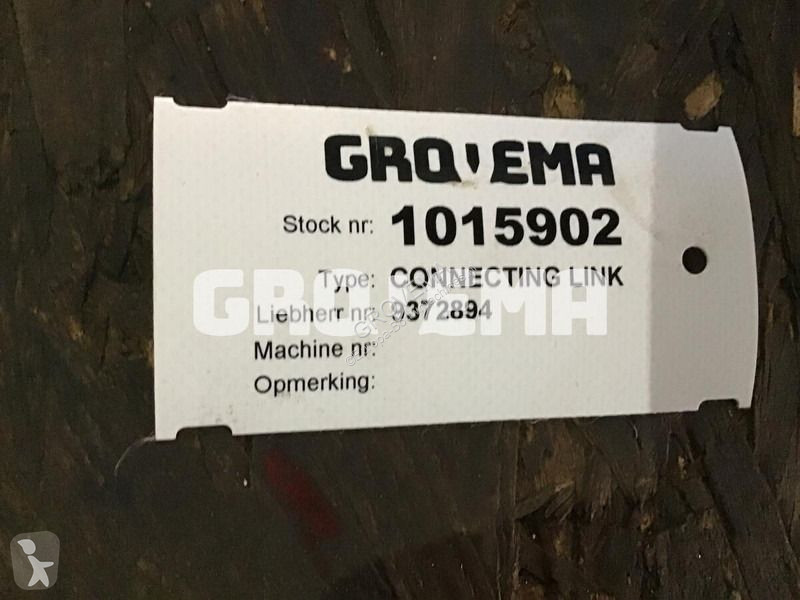 GROVEMA
Stock nr: 1015902
Type: CONNECTING LINK
Liebherr nr: 9372894
Machine nr:
Opmerking:
GROVEMA